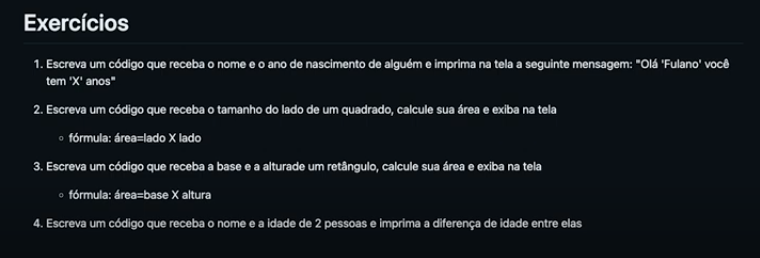 Exercícios
1. Escreva um código que receba o nome e o ano de nascimento de alguém e imprima na tela a seguinte mensagem: "Olá 'Fulano' você
tem 'X' anos"
2. Escreva um código que receba o tamanho do lado de um quadrado, calcule sua área e exiba na tela
fórmula: área=lado X lado
3. Escreva um código que receba a base e a alturade um retângulo, calcule sua área e exiba na tela
fórmula: área=base X altura
4. Escreva um código que receba o nome e a idade de 2 pessoas e imprima a diferença de idade entre elas